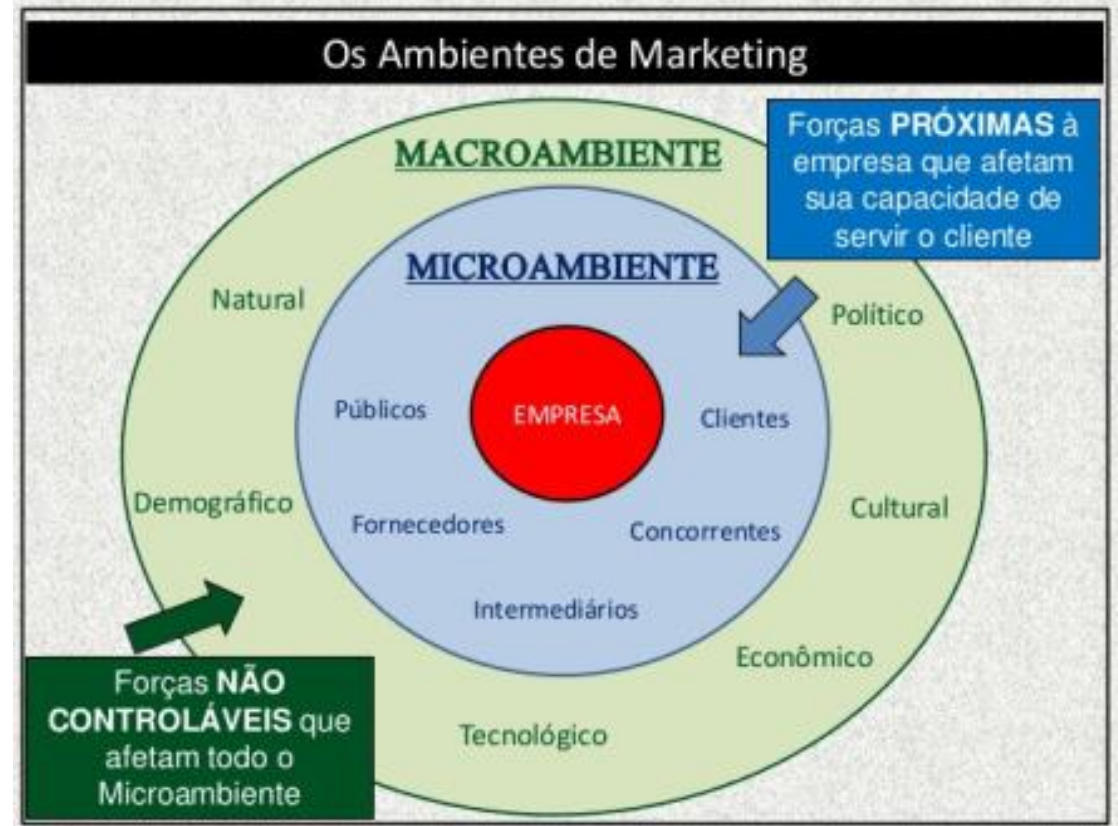 Os Ambientes de Marketing
MACROAMBIENTE
Forças PRÓXIMAS à
empresa que afetam
sua capacidade de
servir o cliente
MICROAMBIENTE
Natural
Político
Públicos
EMPRESA
Clientes
Demográfico
Fornecedores
Concorrentes
Cultural
Intermediários
Econômico
Tecnológico
Forças NÃO
CONTROLÁVEIS que
afetam todo o
Microambiente